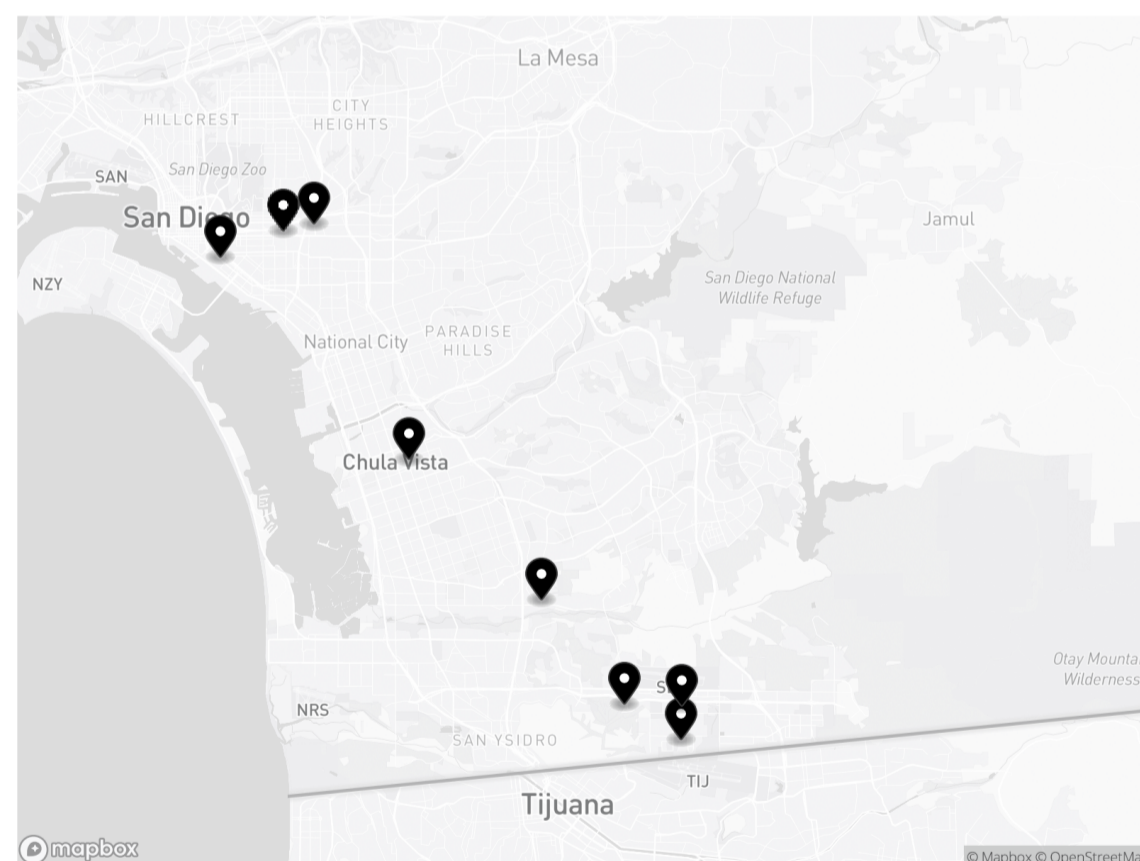 La Mesa
CITY
HEIGHTS
HILLCREST
San Diego Zoo
SAN
San Diego
Jamul
NZY
San Diego National
Wildlife Refuge
PARADISE
HILLS
National City
Chula Vista
Otay Mounta
Wilderness
NRS
SAN YSIDRO
TIJ
Tijuana
mapbox
© Mapbox © OpenStreetMa